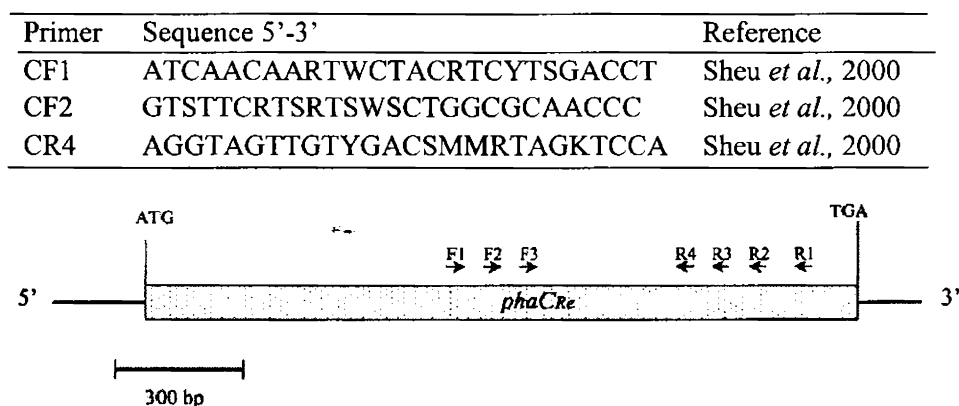 Primer Sequence 5'-3' Reference
CF1 ATCAACAARTWCTACRTCYTSGACCT Sheu et al., 2000
CF2 GTSTTCRTSRTSWSCTGGCGCAACCC Sheu et al., 2000
CR4 AGGTAGTTGTYGACSMMRTAGKTCCA Sheu et al., 2000
ATG TGA
F1 F2 F3 R4 R3 R2 R1
5' phaCRe 3'
300 bp